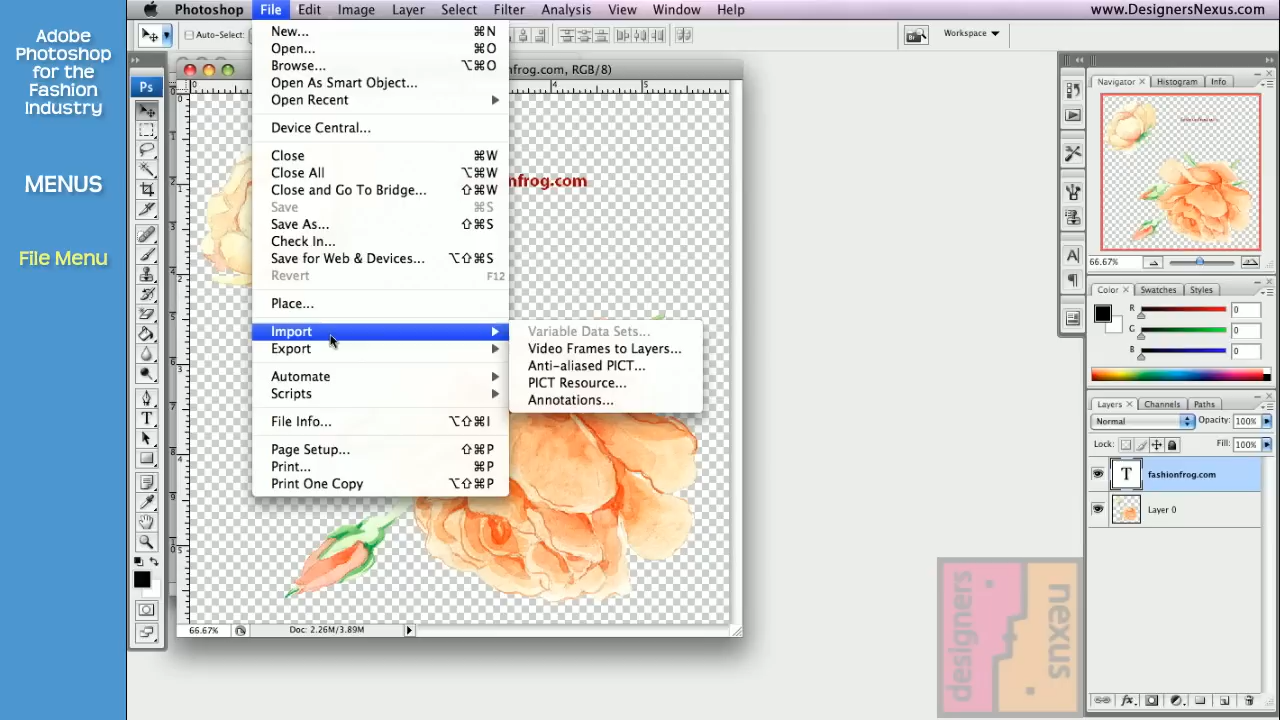 Photoshop File Edit Image Layer Select Filter Analysis View Window Help www.DesignersNexus.com
Adobe
Photoshop
for the
Fashion
Industry
MENUS
File Menu
Auto-Select:
Workspace
Ps
nfrog.com, RGB/8)
New... ⌘N
Open... ⌘O
Browse... ⌥⌘O
Open As Smart Object...
Open Recent
Device Central...
Close ⌘W
Close All ⌥⌘W
Close and Go To Bridge... ⇧⌘W
Save ⌘S
Save As... ⇧⌘S
Check In...
Save for Web & Devices... ⌥⇧⌘S
Revert F12
Place...
Import
Export
Automate
Scripts
File Info... ⌥⇧⌘I
Page Setup... ⇧⌘P
Print... ⌘P
Print One Copy ⌥⇧⌘P
Variable Data Sets...
Video Frames to Layers...
Anti-aliased PICT...
PICT Resource...
Annotations...
nfrog.com
66.67% Doc: 2.26M/3.89M
Navigator × Histogram Info
66.67%
Color × Swatches Styles
R 0
G 0
B 0
Layers × Channels Paths
Normal Opacity: 100%
Lock: Fill: 100%
T fashionfrog.com
Layer 0
designers
nexus